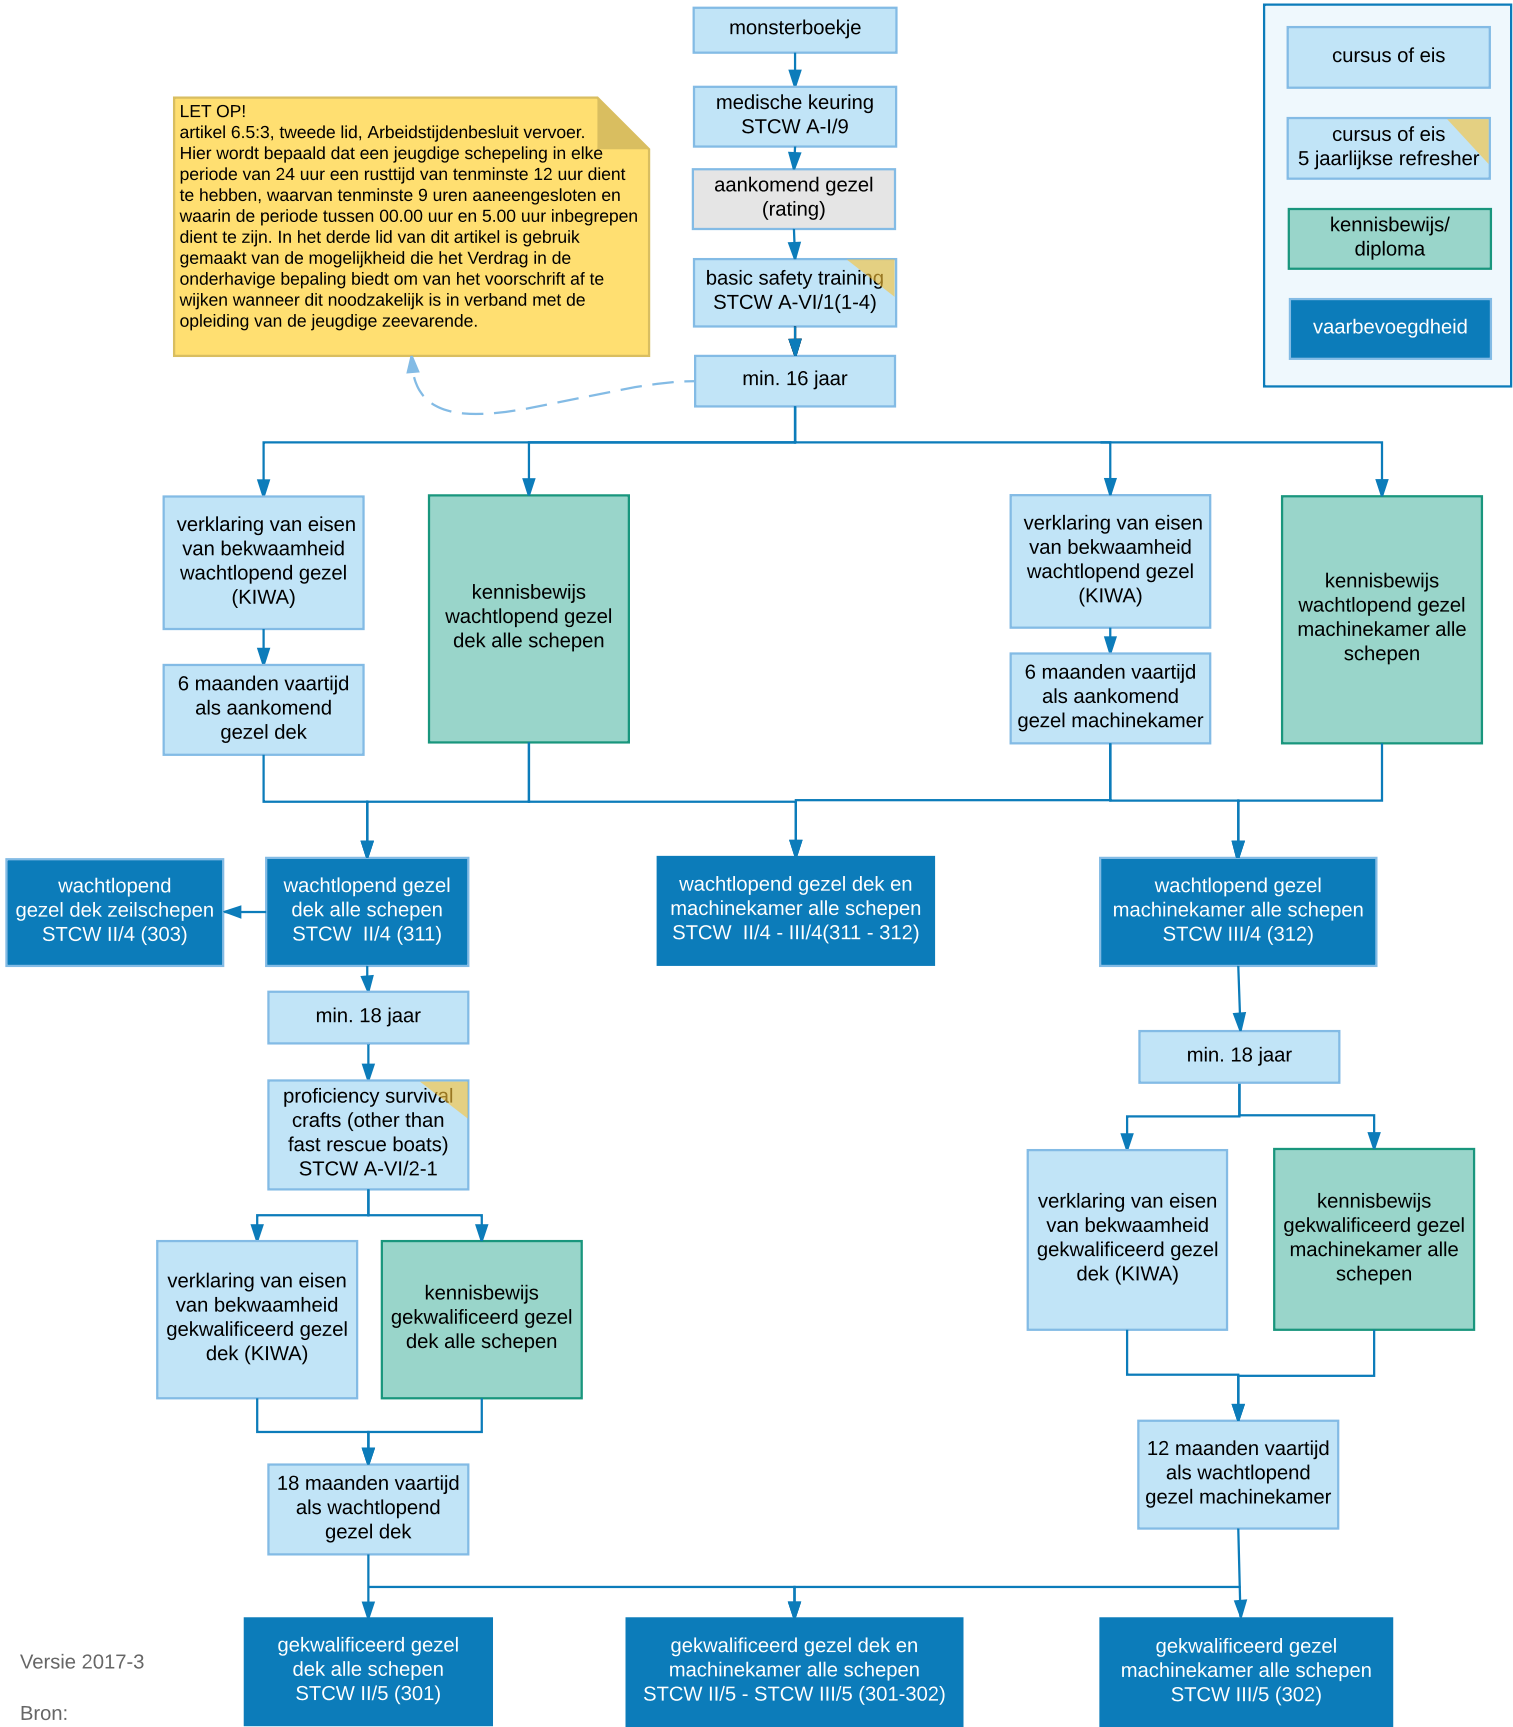 monsterboekje
medische keuring
STCW A-I/9
aankomend gezel
(rating)
basic safety training
STCW A-VI/1(1-4)
min. 16 jaar
LET OP!
artikel 6.5:3, tweede lid, Arbeidstijdenbesluit vervoer.
Hier wordt bepaald dat een jeugdige schepeling in elke
periode van 24 uur een rusttijd van tenminste 12 uur dient
te hebben, waarvan tenminste 9 uren aaneengesloten en
waarin de periode tussen 00.00 uur en 5.00 uur inbegrepen
dient te zijn. In het derde lid van dit artikel is gebruik
gemaakt van de mogelijkheid die het Verdrag in de
onderhavige bepaling biedt om van het voorschrift af te
wijken wanneer dit noodzakelijk is in verband met de
opleiding van de jeugdige zeevarende.
cursus of eis
cursus of eis
5 jaarlijkse refresher
kennisbewijs/
diploma
vaarbevoegdheid
verklaring van eisen
van bekwaamheid
wachtlopend gezel
(KIWA)
6 maanden vaartijd
als aankomend
gezel dek
kennisbewijs
wachtlopend gezel
dek alle schepen
verklaring van eisen
van bekwaamheid
wachtlopend gezel
(KIWA)
6 maanden vaartijd
als aankomend
gezel machinekamer
kennisbewijs
wachtlopend gezel
machinekamer alle
schepen
wachtlopend
gezel dek zeilschepen
STCW II/4 (303)
wachtlopend gezel
dek alle schepen
STCW  II/4 (311)
wachtlopend gezel dek en
machinekamer alle schepen
STCW  II/4 - III/4(311 - 312)
wachtlopend gezel
machinekamer alle schepen
STCW III/4 (312)
min. 18 jaar
proficiency survival
crafts (other than
fast rescue boats)
STCW A-VI/2-1
verklaring van eisen
van bekwaamheid
gekwalificeerd gezel
dek (KIWA)
kennisbewijs
gekwalificeerd gezel
dek alle schepen
18 maanden vaartijd
als wachtlopend
gezel dek
min. 18 jaar
verklaring van eisen
van bekwaamheid
gekwalificeerd gezel
dek (KIWA)
kennisbewijs
gekwalificeerd gezel
machinekamer alle
schepen
12 maanden vaartijd
als wachtlopend
gezel machinekamer
gekwalificeerd gezel
dek alle schepen
STCW II/5 (301)
gekwalificeerd gezel dek en
machinekamer alle schepen
STCW II/5 - STCW III/5 (301-302)
gekwalificeerd gezel
machinekamer alle schepen
STCW III/5 (302)
Versie 2017-3
Bron: